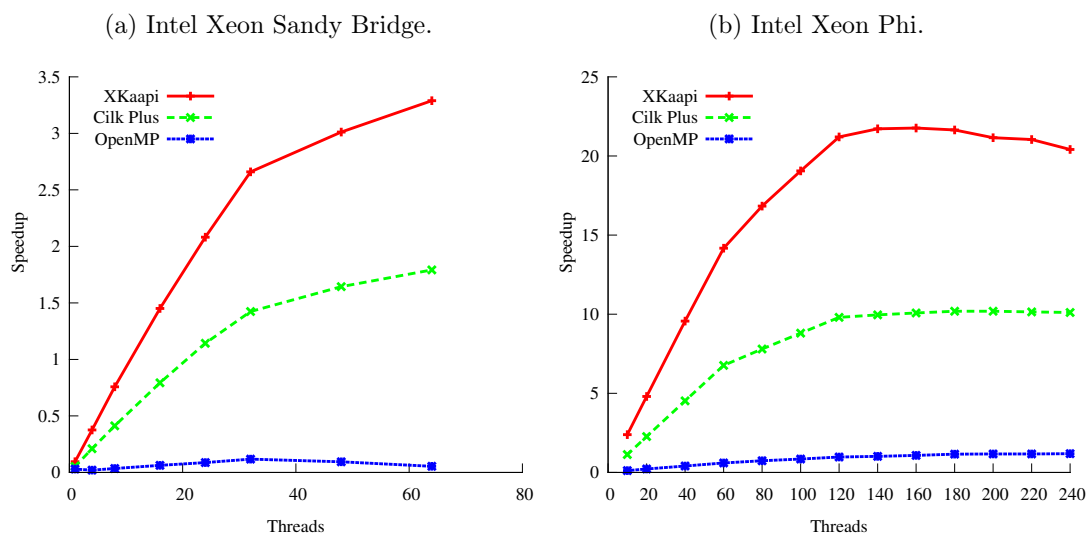 (a) Intel Xeon Sandy Bridge.
3.5
3
2.5
2
1.5
1
0.5
0
0 20 40 60 80
Speedup
Threads
XKaapi
Cilk Plus
OpenMP
(b) Intel Xeon Phi.
25
20
15
10
5
0
0 20 40 60 80 100 120 140 160 180 200 220 240
Speedup
Threads
XKaapi
Cilk Plus
OpenMP